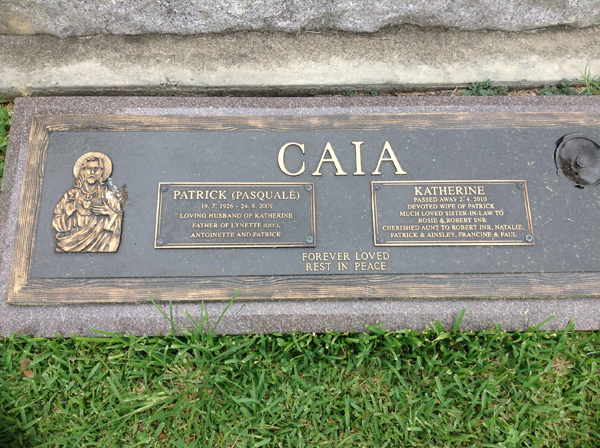 CAIA
PATRICK (PASQUALE)
19. 7. 1926 - 24. 8. 2009
LOVING HUSBAND OF KATHERINE
FATHER OF LYNETTE (DEC),
ANTOINETTE AND PATRICK
KATHERINE
PASSED AWAY 2. 4. 2010
DEVOTED WIFE OF PATRICK
MUCH LOVED SISTER-IN-LAW TO
ROSIE & ROBERT SNR
CHERISHED AUNT TO ROBERT JNR, NATALIE,
PATRICK & AINSLEY, FRANCINE & PAUL
FOREVER LOVED
REST IN PEACE